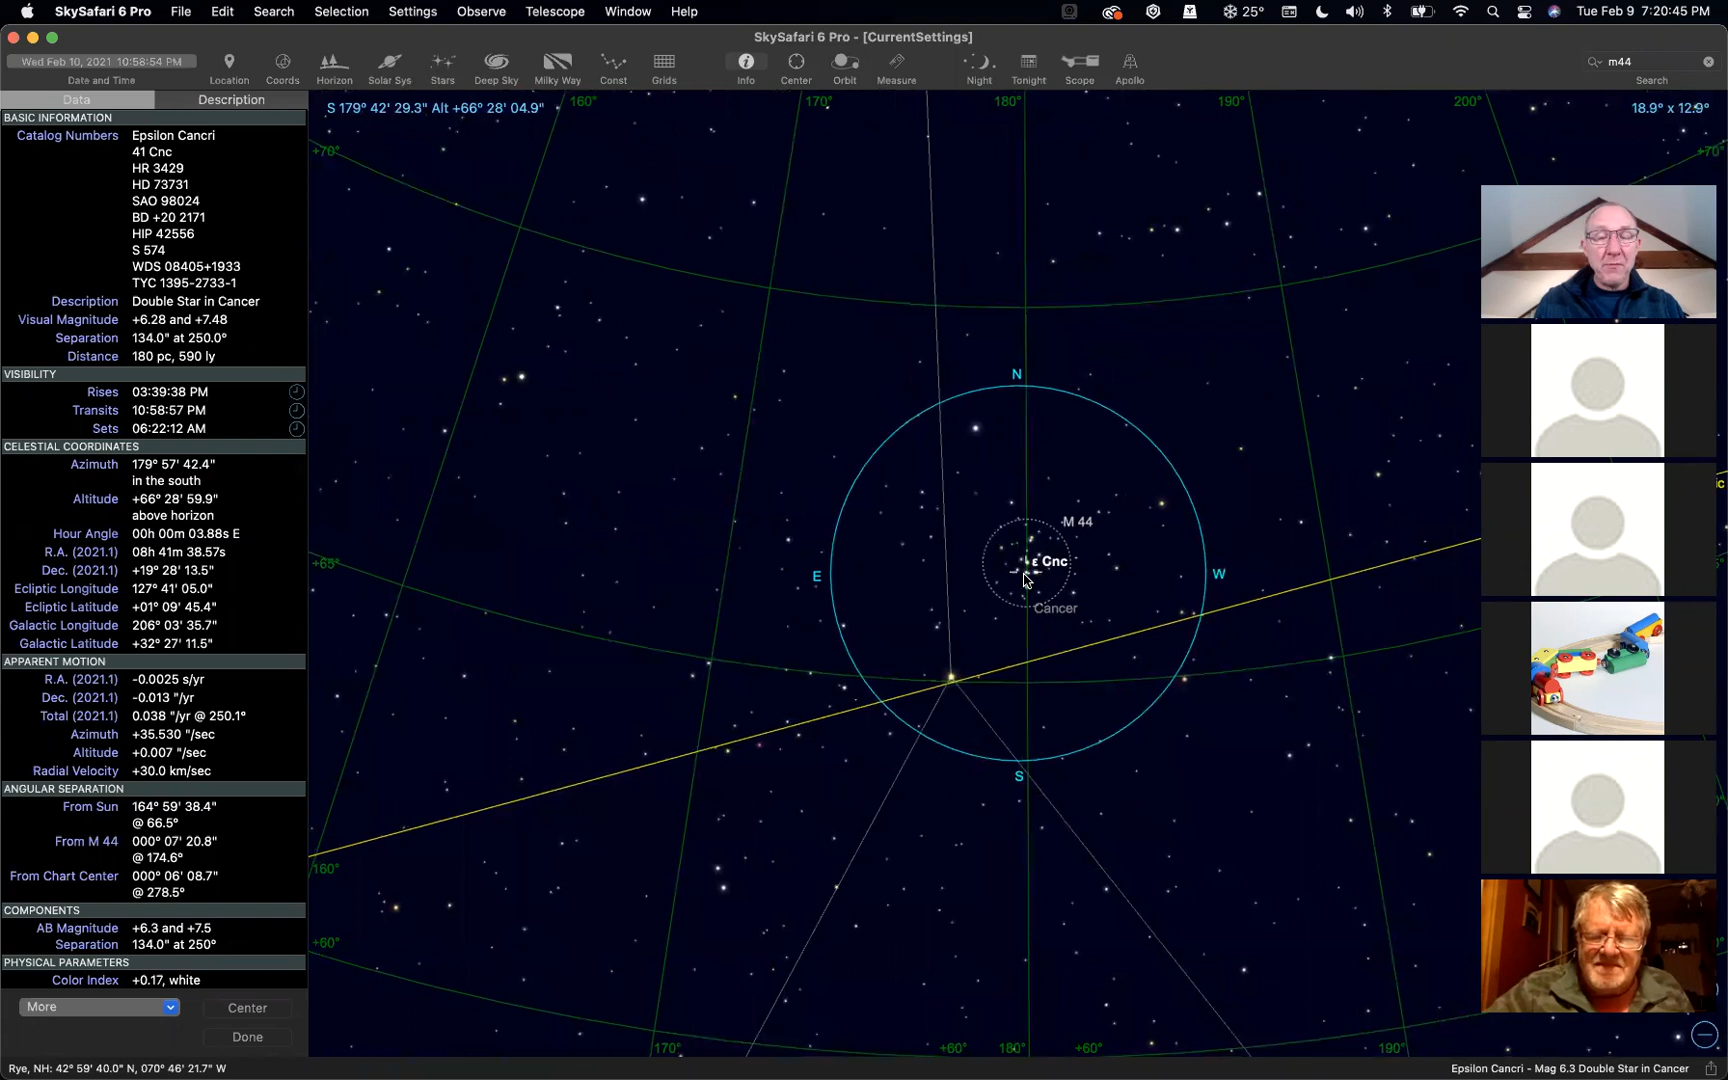 SkySafari 6 Pro File Edit Search Selection Settings Observe Telescope Window Help
25° Tue Feb 9 7:20:45 PM
SkySafari 6 Pro - [CurrentSettings]
Wed Feb 10, 2021 10:58:54 PM
m44
Date and Time Location Coords Horizon Solar Sys Stars Deep Sky Milky Way Const Grids Info Center Orbit Measure Night Tonight Scope Apollo Search
Data Description
BASIC INFORMATION
Catalog Numbers Epsilon Cancri
41 Cnc
HR 3429
HD 73731
SAO 98024
BD +20 2171
HIP 42556
S 574
WDS 08405+1933
TYC 1395-2733-1
Description Double Star in Cancer
Visual Magnitude +6.28 and +7.48
Separation 134.0" at 250.0°
Distance 180 pc, 590 ly
VISIBILITY
Rises 03:39:38 PM
Transits 10:58:57 PM
Sets 06:22:12 AM
CELESTIAL COORDINATES
Azimuth 179° 57' 42.4"
in the south
Altitude +66° 28' 59.9"
above horizon
Hour Angle 00h 00m 03.88s E
R.A. (2021.1) 08h 41m 38.57s
Dec. (2021.1) +19° 28' 13.5"
Ecliptic Longitude 127° 41' 05.0"
Ecliptic Latitude +01° 09' 45.4"
Galactic Longitude 206° 03' 35.7"
Galactic Latitude +32° 27' 11.5"
APPARENT MOTION
R.A. (2021.1) -0.0025 s/yr
Dec. (2021.1) -0.013 "/yr
Total (2021.1) 0.038 "/yr @ 250.1°
Azimuth +35.530 "/sec
Altitude +0.007 "/sec
Radial Velocity +30.0 km/sec
ANGULAR SEPARATION
From Sun 164° 59' 38.4"
@ 66.5°
From M 44 000° 07' 20.8"
@ 174.6°
From Chart Center 000° 06' 08.7"
@ 278.5°
COMPONENTS
AB Magnitude +6.3 and +7.5
Separation 134.0" at 250°
PHYSICAL PARAMETERS
Color Index +0.17, white
More Center
Done
S 179° 42' 29.3" Alt +66° 28' 04.9"
160° 170° 180° 190° 200°
18.9° x 12.9°
+70° +70°
N
M 44
ε Cnc
+65°
E W
Cancer
S
160°
+60°
170° +60° 180° +60° 190°
Rye, NH: 42° 59' 40.0" N, 070° 46' 21.7" W
Epsilon Cancri - Mag 6.3 Double Star in Cancer